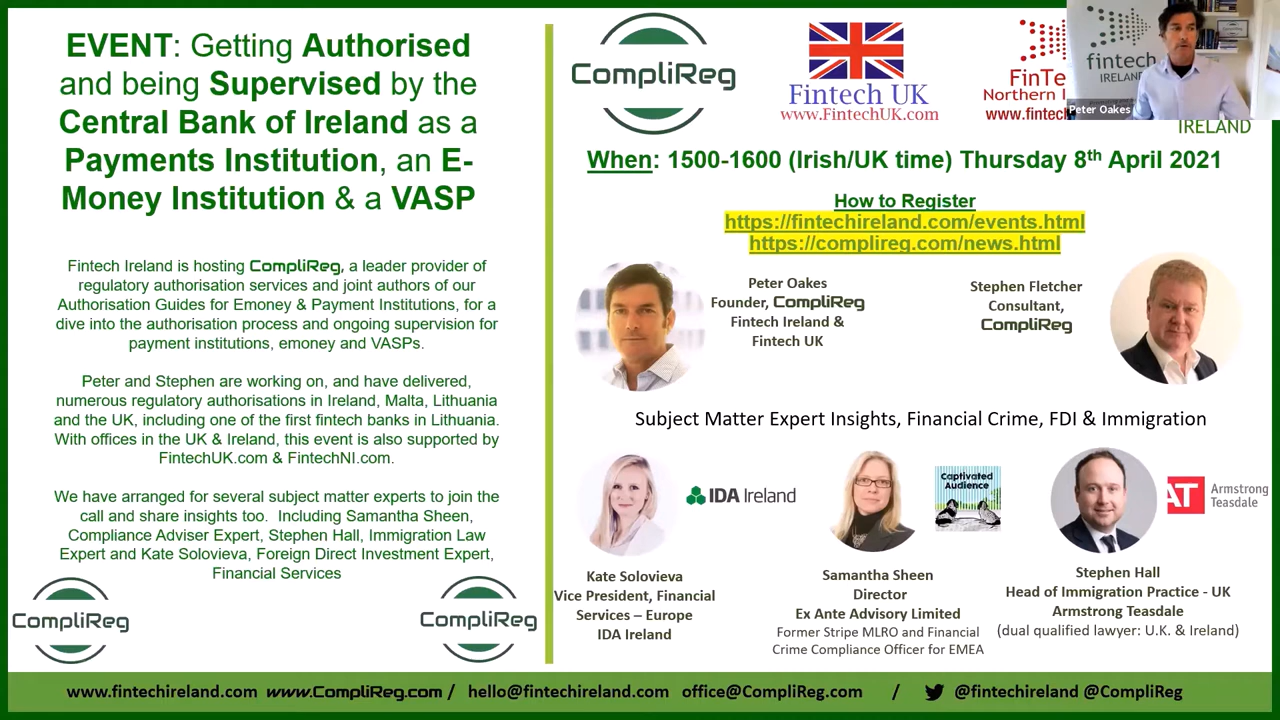 EVENT: Getting Authorised
and being Supervised by the
Central Bank of Ireland as a
Payments Institution, an E-
Money Institution & a VASP
Fintech Ireland is hosting CompliReg, a leader provider of
regulatory authorisation services and joint authors of our
Authorisation Guides for Emoney & Payment Institutions, for a
dive into the authorisation process and ongoing supervision for
payment institutions, emoney and VASPs.
Peter and Stephen are working on, and have delivered,
numerous regulatory authorisations in Ireland, Malta, Lithuania
and the UK, including one of the first fintech banks in Lithuania.
With offices in the UK & Ireland, this event is also supported by
FintechUK.com & FintechNI.com.
We have arranged for several subject matter experts to join the
call and share insights too. Including Samantha Sheen,
Compliance Adviser Expert, Stephen Hall, Immigration Law
Expert and Kate Solovieva, Foreign Direct Investment Expert,
Financial Services
CompliReg
CompliReg
CompliReg
Fintech UK
www.FintechUK.com
FinTe
Northern I
www.fintec
fintech
IRELAND
Peter Oakes
IRELAND
When: 1500-1600 (Irish/UK time) Thursday 8th April 2021
How to Register
https://fintechireland.com/events.html
https://complireg.com/news.html
Peter Oakes
Founder, CompliReg
Fintech Ireland &
Fintech UK
Stephen Fletcher
Consultant,
CompliReg
Subject Matter Expert Insights, Financial Crime, FDI & Immigration
IDA Ireland
Captivated
Audience
AT
Armstrong
Teasdale
Kate Solovieva
Vice President, Financial
Services – Europe
IDA Ireland
Samantha Sheen
Director
Ex Ante Advisory Limited
Former Stripe MLRO and Financial
Crime Compliance Officer for EMEA
Stephen Hall
Head of Immigration Practice - UK
Armstrong Teasdale
(dual qualified lawyer: U.K. & Ireland)
www.fintechireland.com www.CompliReg.com / hello@fintechireland.com office@CompliReg.com / @fintechireland @CompliReg